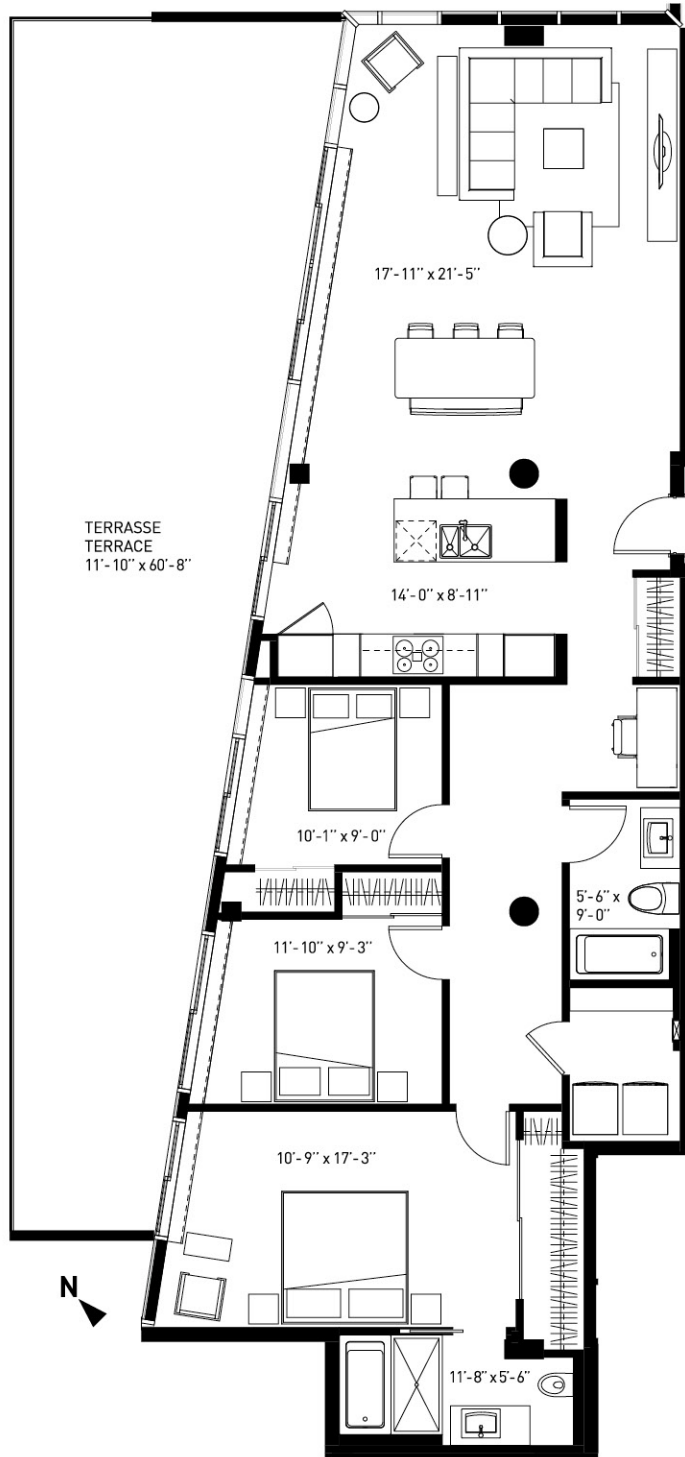 17'-11" x 21'-5"
TERRASSE
TERRACE
11'-10" x 60'-8"
14'-0" x 8'-11"
10'-1" x 9'-0"
5'-6" x
9'-0"
11'-10" x 9'-3"
10'-9" x 17'-3"
N
11'-8" x 5'-6"